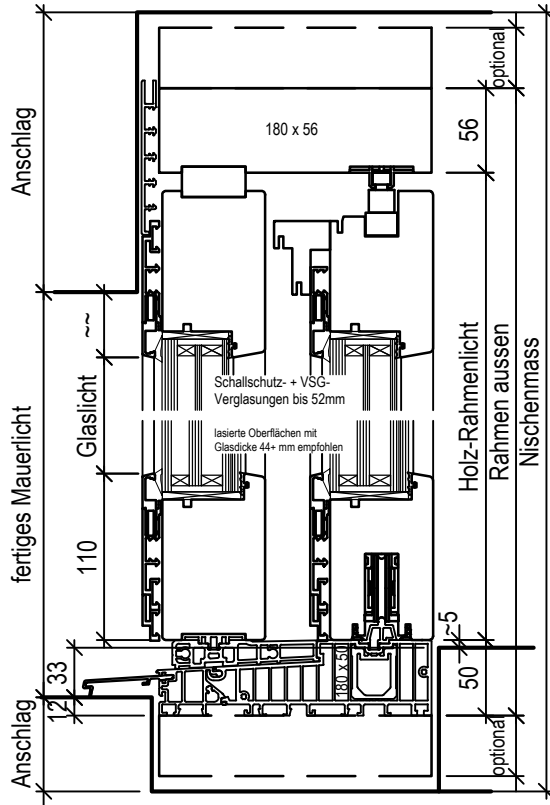 optional
Anschlag
180 x 56
56
~~
Glaslicht
fertiges Mauerlicht
Schallschutz- + VSG-
Verglasungen bis 52mm
lasierte Oberflächen mit
Glasdicke 44+ mm empfohlen
Holz-Rahmenlicht
Rahmen aussen
Nischenmass
110
~5
33
180 x 50
50
12
Anschlag
optional